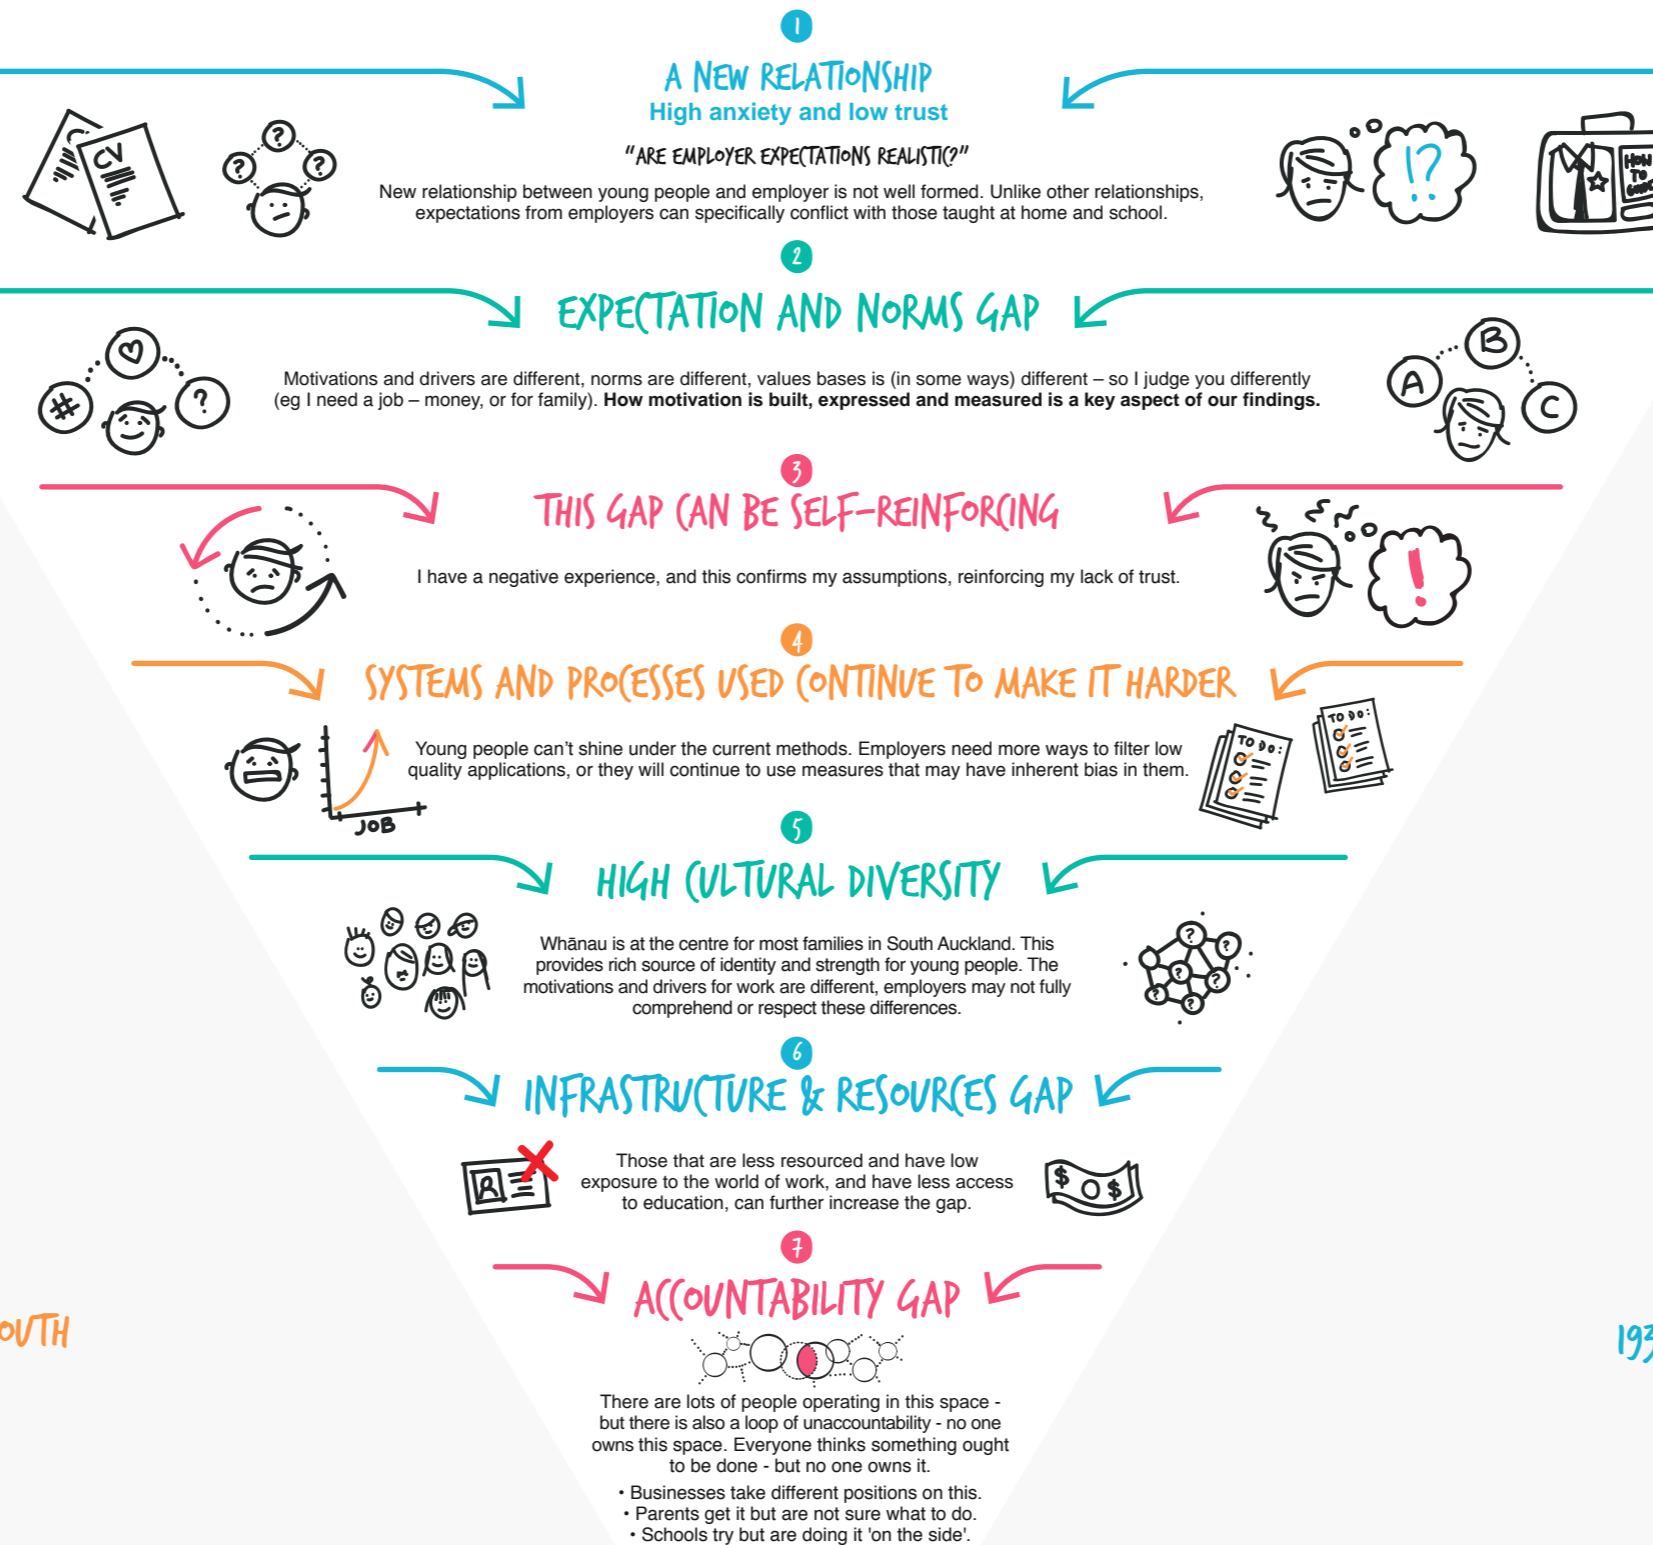 1
A NEW RELATIONSHIP
High anxiety and low trust
"ARE EMPLOYER EXPECTATIONS REALISTIC?"
New relationship between young people and employer is not well formed. Unlike other relationships,
expectations from employers can specifically conflict with those taught at home and school.
CV
? ? ?
!?
HOW
TO
2
EXPECTATION AND NORMS GAP
Motivations and drivers are different, norms are different, values bases is (in some ways) different – so I judge you differently
(eg I need a job – money, or for family). How motivation is built, expressed and measured is a key aspect of our findings.
# ?
A B C
3
THIS GAP CAN BE SELF-REINFORCING
I have a negative experience, and this confirms my assumptions, reinforcing my lack of trust.
!
4
SYSTEMS AND PROCESSES USED CONTINUE TO MAKE IT HARDER
Young people can't shine under the current methods. Employers need more ways to filter low
quality applications, or they will continue to use measures that may have inherent bias in them.
JOB
TO DO:
TO DO:
5
HIGH CULTURAL DIVERSITY
Whānau is at the centre for most families in South Auckland. This
provides rich source of identity and strength for young people. The
motivations and drivers for work are different, employers may not fully
comprehend or respect these differences.
? ? ? ? ? ?
6
INFRASTRUCTURE & RESOURCES GAP
Those that are less resourced and have low
exposure to the world of work, and have less access
to education, can further increase the gap.
$ O $
7
ACCOUNTABILITY GAP
There are lots of people operating in this space -
but there is also a loop of unaccountability - no one
owns this space. Everyone thinks something ought
to be done - but no one owns it.
• Businesses take different positions on this.
• Parents get it but are not sure what to do.
• Schools try but are doing it 'on the side'.
OUTH
193